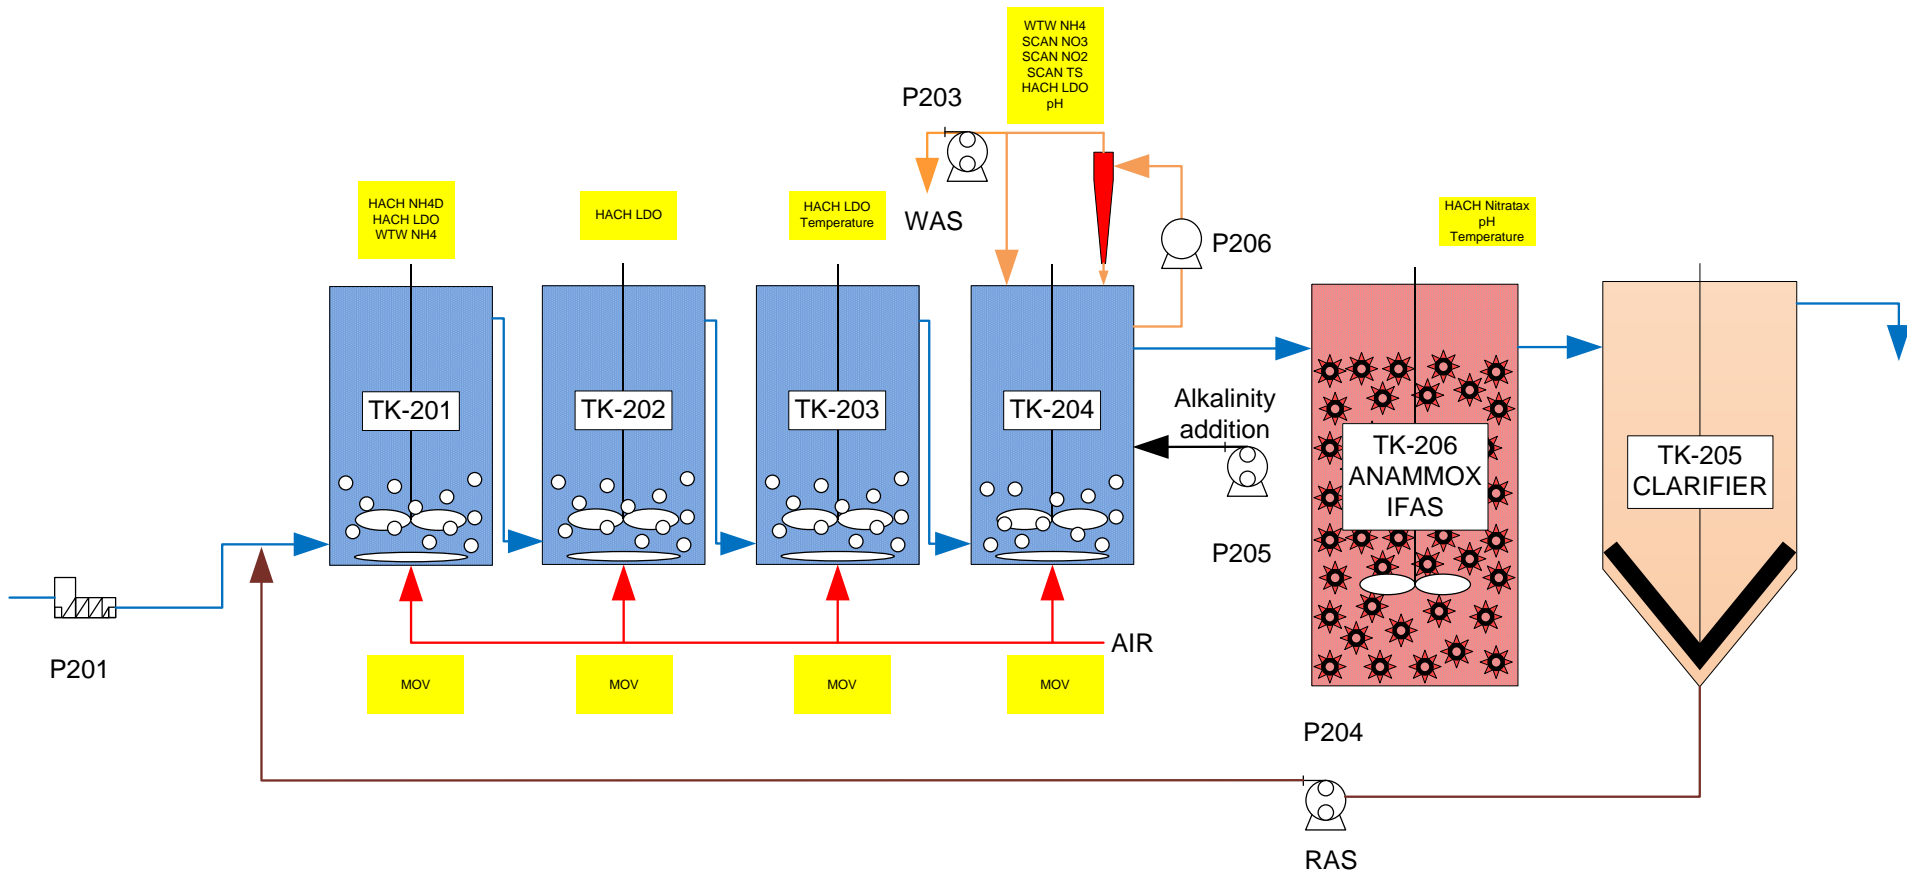 WTW NH4
SCAN NO3
SCAN NO2
SCAN TS
HACH LDO
pH
P203
HACH NH4D
HACH LDO
WTW NH4
HACH LDO
HACH LDO
Temperature
WAS
P206
HACH Nitratax
pH
Temperature
TK-201
TK-202
TK-203
TK-204
Alkalinity
addition
TK-206
ANAMMOX
IFAS
TK-205
CLARIFIER
P205
P201
AIR
MOV
MOV
MOV
MOV
P204
RAS